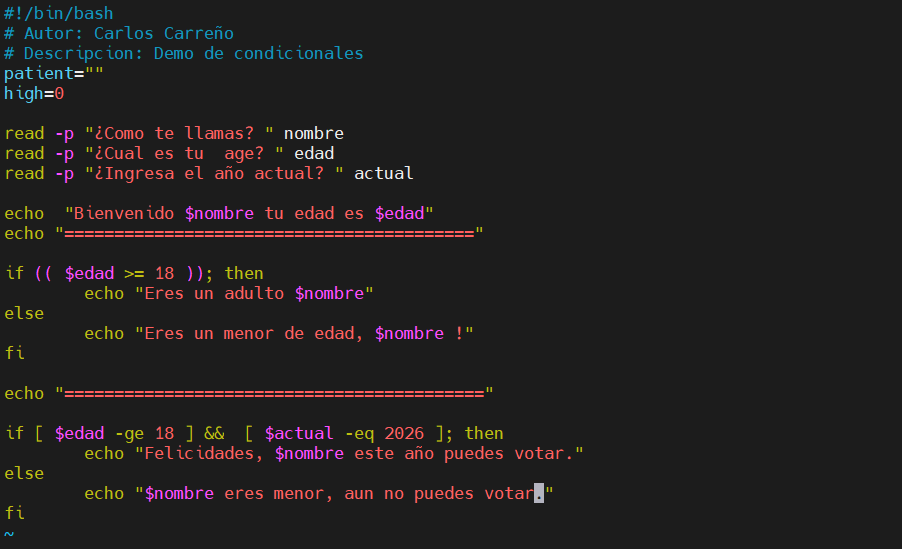 #!/bin/bash
# Autor: Carlos Carreño
# Descripcion: Demo de condicionales
patient=""
high=0
read -p "¿Como te llamas? " nombre
read -p "¿Cual es tu  age? " edad
read -p "¿Ingresa el año actual? " actual
echo  "Bienvenido $nombre tu edad es $edad"
echo "========================================="
if (( $edad >= 18 )); then
        echo "Eres un adulto $nombre"
else
        echo "Eres un menor de edad, $nombre !"
fi
echo "=========================================="
if [ $edad -ge 18 ] &&  [ $actual -eq 2026 ]; then
        echo "Felicidades, $nombre este año puedes votar."
else
        echo "$nombre eres menor, aun no puedes votar."
fi
~